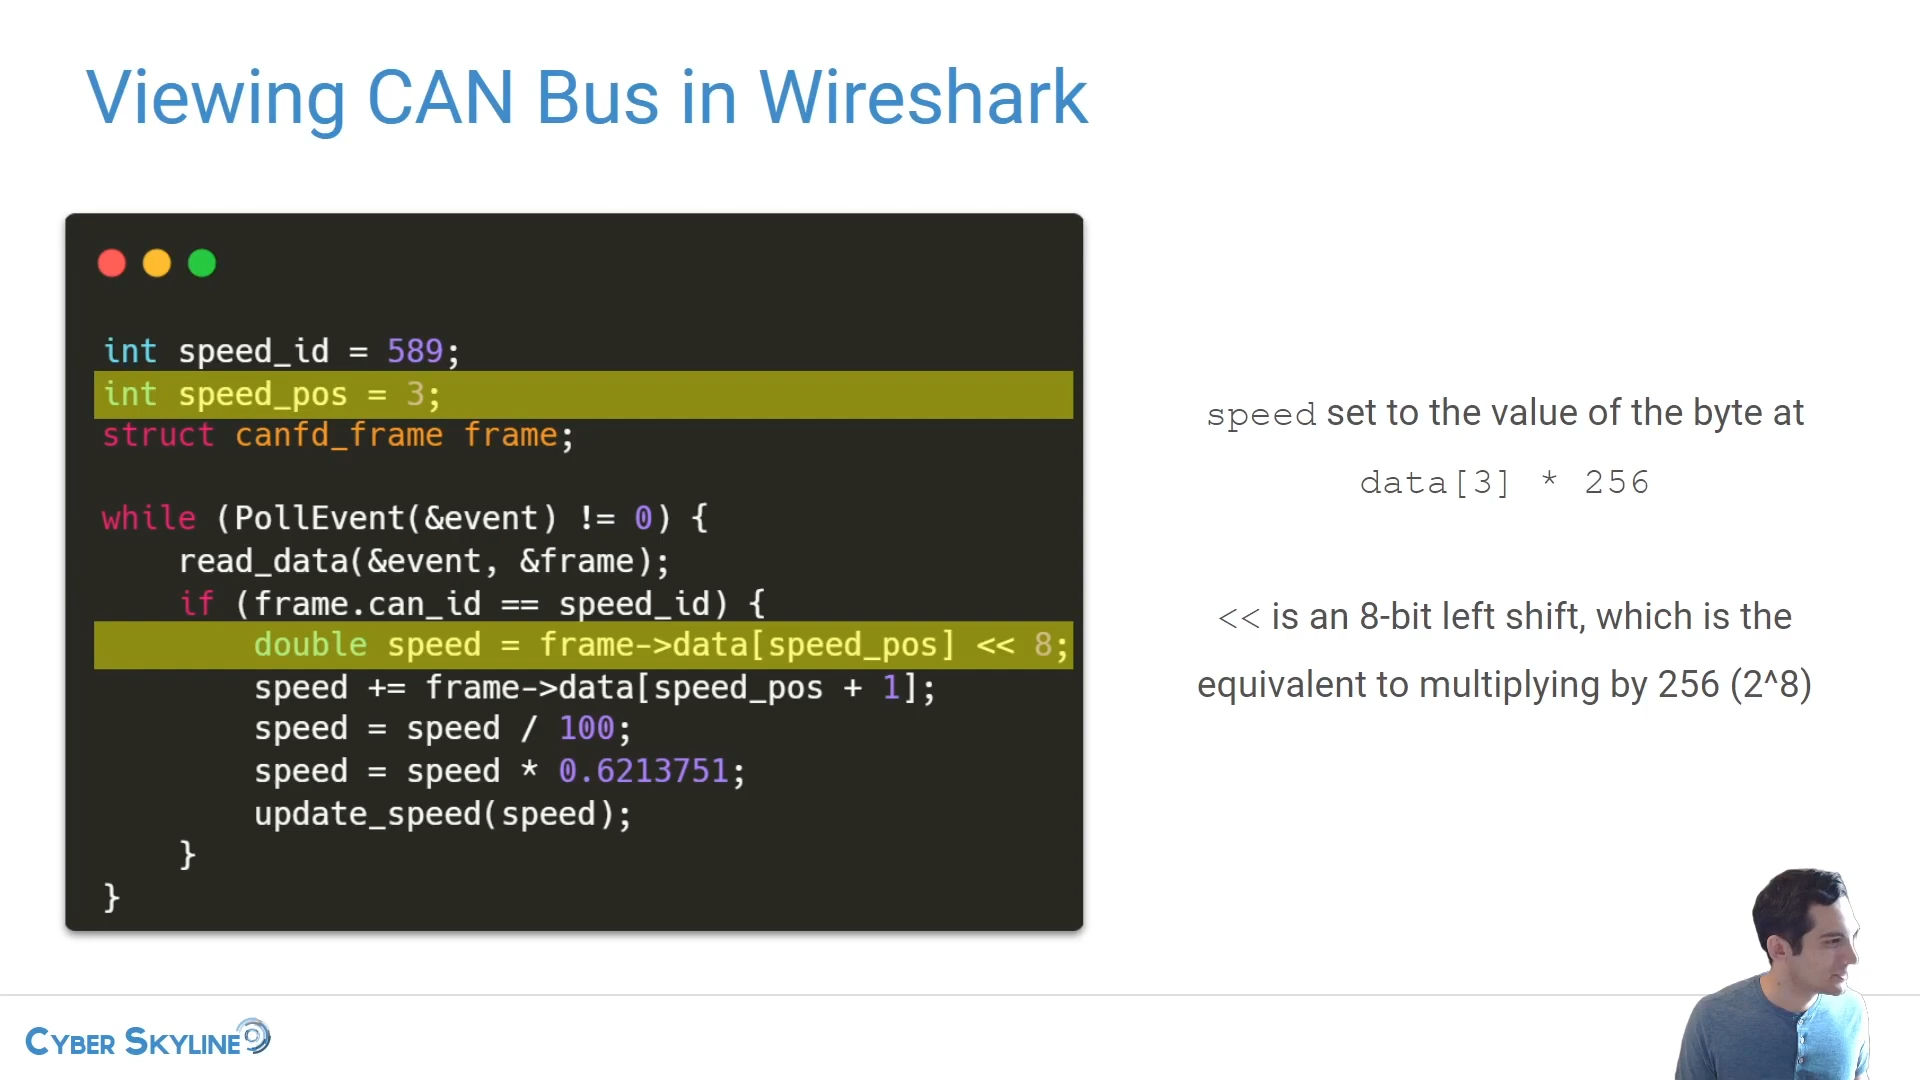 Viewing CAN Bus in Wireshark
int speed_id = 589;
int speed_pos = 3;
struct canfd_frame frame;
while (PollEvent(&event) != 0) {
    read_data(&event, &frame);
    if (frame.can_id == speed_id) {
        double speed = frame->data[speed_pos] << 8;
        speed += frame->data[speed_pos + 1];
        speed = speed / 100;
        speed = speed * 0.6213751;
        update_speed(speed);
    }
}
speed set to the value of the byte at
data[3] * 256
<< is an 8-bit left shift, which is the
equivalent to multiplying by 256 (2^8)
CYBER SKYLINE